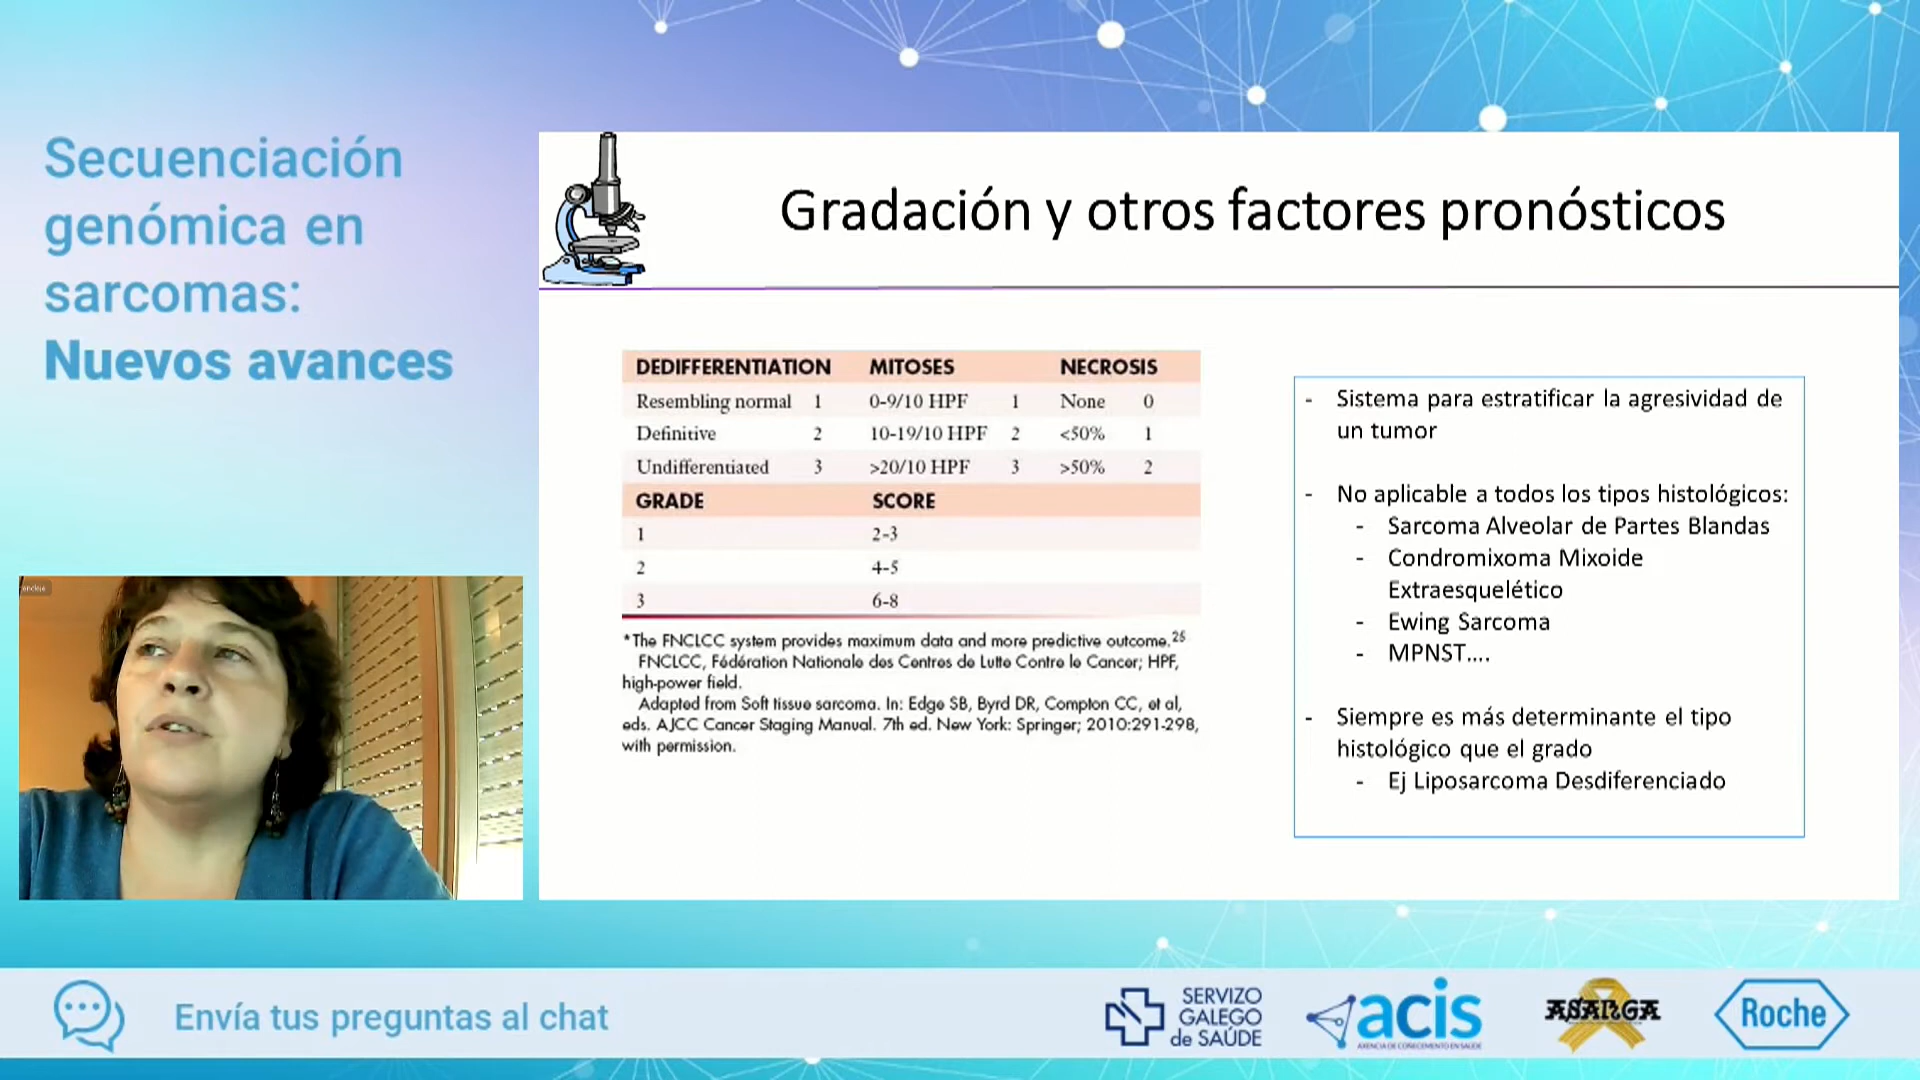 Secuenciación
genómica en
sarcomas:
Nuevos avances
Gradación y otros factores pronósticos
DEDIFFERENTIATION MITOSES NECROSIS
Resembling normal 1 0-9/10 HPF 1 None 0
Definitive 2 10-19/10 HPF 2 <50% 1
Undifferentiated 3 >20/10 HPF 3 >50% 2
GRADE SCORE
1 2-3
2 4-5
3 6-8
*The FNCLCC system provides maximum data and more predictive outcome.25
FNCLCC, Fédération Nationale des Centres de Lutte Contre le Cancer; HPF,
high-power field.
Adapted from Soft tissue sarcoma. In: Edge SB, Byrd DR, Compton CC, et al,
eds. AJCC Cancer Staging Manual. 7th ed. New York: Springer; 2010:291-298,
with permission.
- Sistema para estratificar la agresividad de
un tumor
- No aplicable a todos los tipos histológicos:
- Sarcoma Alveolar de Partes Blandas
- Condromixoma Mixoide
Extraesquelético
- Ewing Sarcoma
- MPNST....
- Siempre es más determinante el tipo
histológico que el grado
- Ej Liposarcoma Desdiferenciado
Envía tus preguntas al chat
SERVIZO
GALEGO
de SAÚDE
acis
AXENCIA DE COÑECEMENTO EN SAÚDE
ASARGA
Roche